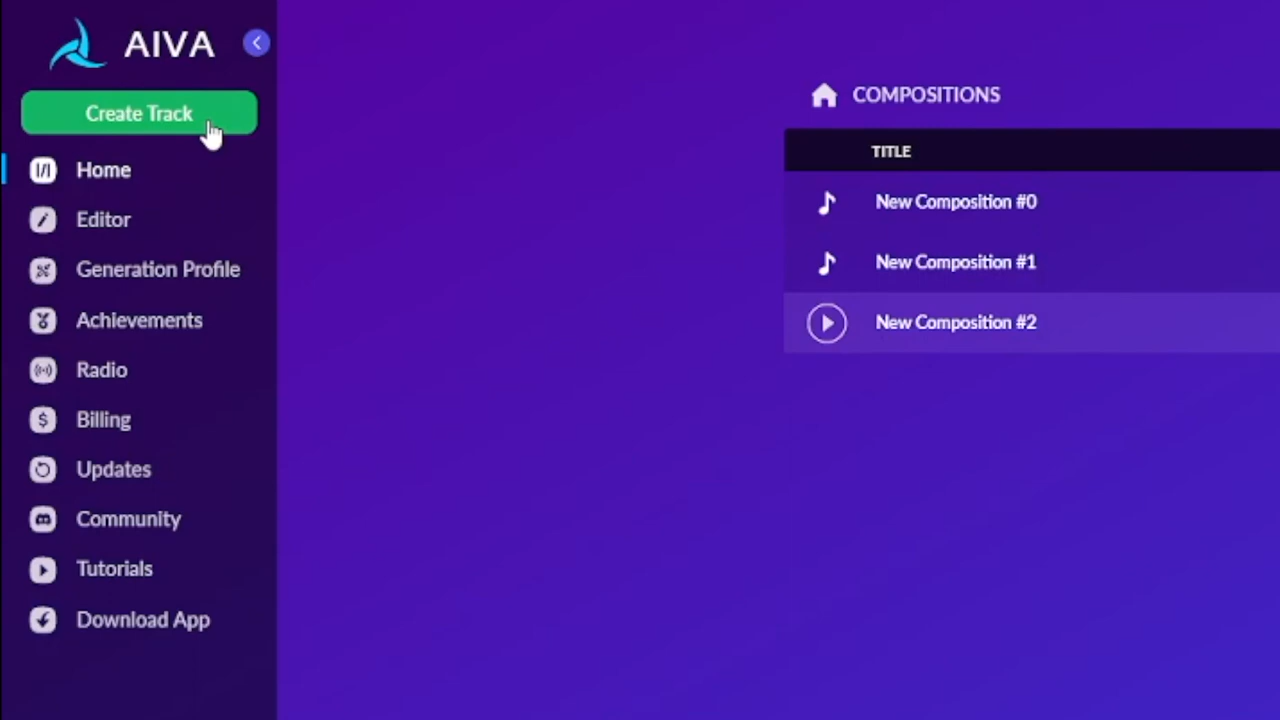 AIVA
Create Track
Home
Editor
Generation Profile
Achievements
Radio
Billing
Updates
Community
Tutorials
Download App
COMPOSITIONS
TITLE
New Composition #0
New Composition #1
New Composition #2